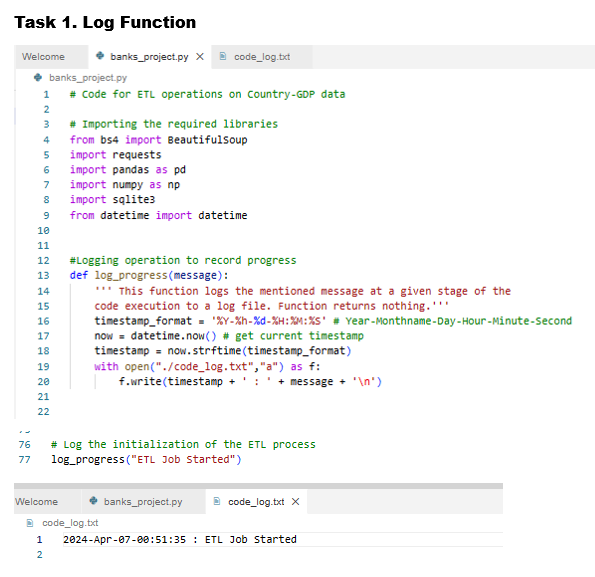 Task 1. Log Function
Welcome banks_project.py X code_log.txt
banks_project.py
1 # Code for ETL operations on Country-GDP data
2
3 # Importing the required libraries
4 from bs4 import BeautifulSoup
5 import requests
6 import pandas as pd
7 import numpy as np
8 import sqlite3
9 from datetime import datetime
10
11
12 #Logging operation to record progress
13 def log_progress(message):
14 ''' This function logs the mentioned message at a given stage of the
15 code execution to a log file. Function returns nothing.'''
16 timestamp_format = '%Y-%h-%d-%H:%M:%S' # Year-Monthname-Day-Hour-Minute-Second
17 now = datetime.now() # get current timestamp
18 timestamp = now.strftime(timestamp_format)
19 with open("./code_log.txt","a") as f:
20 f.write(timestamp + ' : ' + message + '\n')
21
22
76 # Log the initialization of the ETL process
77 log_progress("ETL Job Started")
Welcome banks_project.py code_log.txt X
code_log.txt
1 2024-Apr-07-00:51:35 : ETL Job Started
2